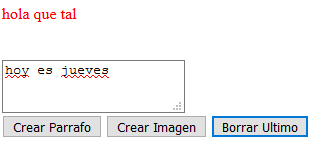 hola que tal
hoy es jueves
Crear Parrafo Crear Imagen Borrar Ultimo